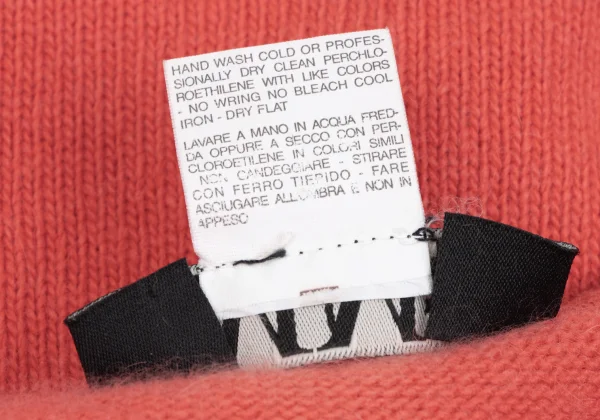 HAND WASH COLD OR PROFES-
SIONALLY DRY CLEAN PERCHLO-
ROETHILENE WITH LIKE COLORS
- NO WRING NO BLEACH COOL
IRON - DRY FLAT
LAVARE A MANO IN ACQUA FRED-
DA OPPURE A SECCO CON PER-
CLOROETILENE IN COLORI SIMILI
NON CANDEGGIARE - STIRARE
CON FERRO TIEPIDO - FARE
ASCIUGARE ALL'OMBRA E NON IN
APPESO